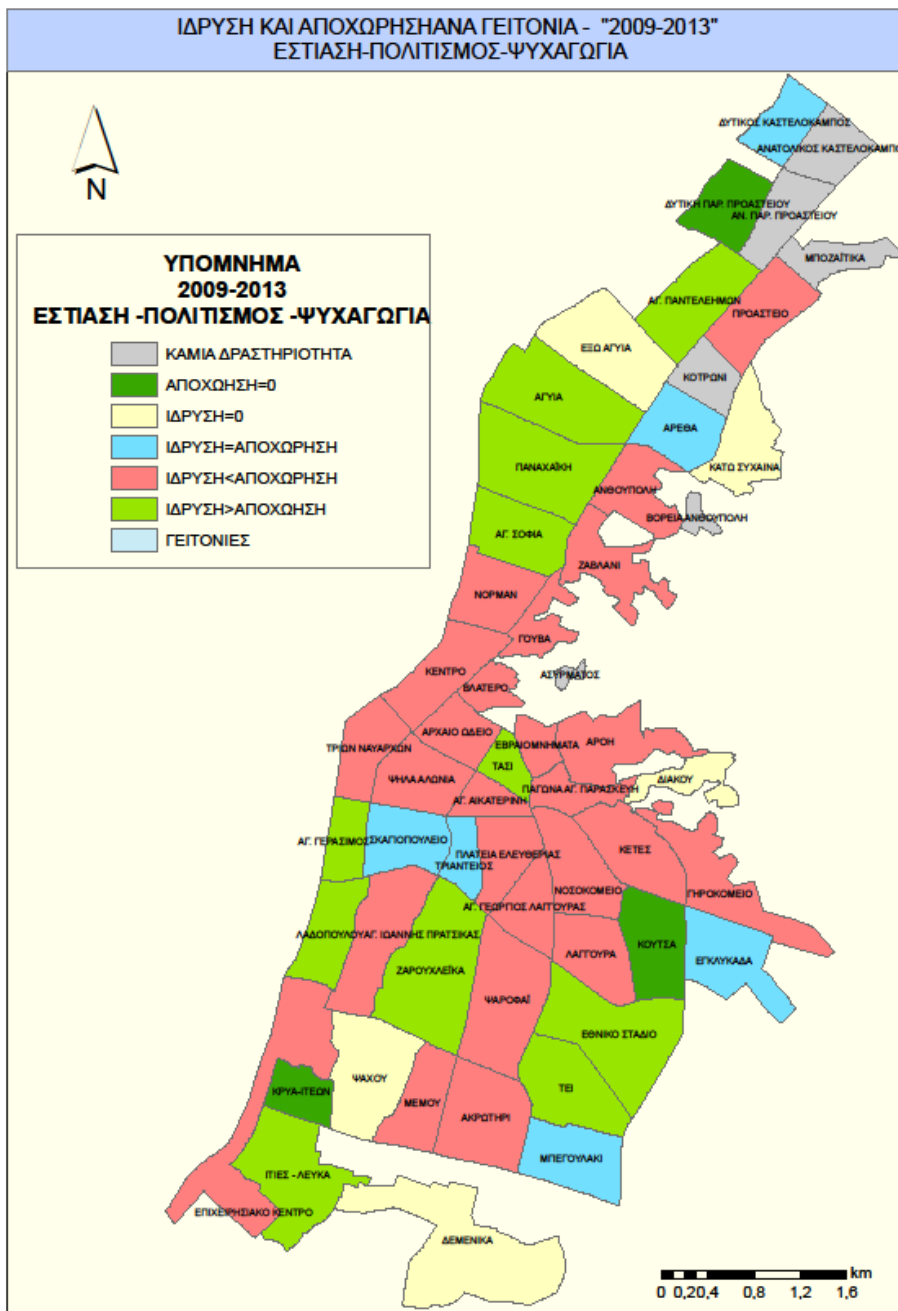 ΙΔΡΥΣΗ ΚΑΙ ΑΠΟΧΩΡΗΣΗΑΝΑ ΓΕΙΤΟΝΙΑ - "2009-2013"
ΕΣΤΙΑΣΗ-ΠΟΛΙΤΙΣΜΟΣ-ΨΥΧΑΓΩΓΙΑ
N
ΥΠΟΜΝΗΜΑ
2009-2013
ΕΣΤΙΑΣΗ -ΠΟΛΙΤΙΣΜΟΣ -ΨΥΧΑΓΩΓΙΑ
ΚΑΜΙΑ ΔΡΑΣΤΗΡΙΟΤΗΤΑ
ΑΠΟΧΩΗΣΗ=0
ΙΔΡΥΣΗ=0
ΙΔΡΥΣΗ=ΑΠΟΧΩΡΗΣΗ
ΙΔΡΥΣΗ<ΑΠΟΧΩΡΗΣΗ
ΙΔΡΥΣΗ>ΑΠΟΧΩΗΣΗ
ΓΕΙΤΟΝΙΕΣ
ΔΥΤΙΚΟΣ ΚΑΣΤΕΛΟΚΑΜΠΟΣ
ΑΝΑΤΟΛΙΚΟΣ ΚΑΣΤΕΛΟΚΑΜΠΟ
ΔΥΤΙΚΗ ΠΑΡ. ΠΡΟΑΣΤΕΙΟΥ
ΑΝ. ΠΑΡ. ΠΡΟΑΣΤΕΙΟΥ
ΜΠΟΖΑΪΤΙΚΑ
ΑΓ. ΠΑΝΤΕΛΕΗΜΩΝ
ΠΡΟΑΣΤΕΙΟ
ΕΞΩ ΑΓΥΙΑ
ΚΟΤΡΩΝΙ
ΑΓΥΙΑ
ΑΡΕΘΑ
ΠΑΝΑΧΑΪΚΗ
ΚΑΤΩ ΣΥΧΑΙΝΑ
ΑΝΘΟΥΠΟΛΗ
ΒΟΡΕΙΑ ΑΝΘΟΥΠΟΛΗ
ΑΓ. ΣΟΦΙΑ
ΖΑΒΛΑΝΙ
ΝΟΡΜΑΝ
ΓΟΥΒΑ
ΚΕΝΤΡΟ
ΑΣΥΡΜΑΤΟΣ
ΒΛΑΤΕΡΟ
ΑΡΧΑΙΟ ΩΔΕΙΟ
ΕΒΡΑΙΟΜΝΗΜΑΤΑ
ΑΡΟΗ
ΤΡΙΩΝ ΝΑΥΑΡΧΩΝ
ΤΑΣΙ
ΨΗΛΑ ΑΛΩΝΙΑ
ΔΙΑΚΟΥ
ΠΑΓΩΝΑ ΑΓ. ΠΑΡΑΣΚΕΥΗ
ΑΓ. ΑΙΚΑΤΕΡΙΝΗ
ΑΓ. ΓΕΡΑΣΙΜΟΣ
ΣΚΑΓΙΟΠΟΥΛΕΙΟ
ΤΡΙΑΝΤΕΙΟΣ
ΠΛΑΤΕΙΑ ΕΛΕΥΘΕΡΙΑΣ
ΚΕΤΕΣ
ΝΟΣΟΚΟΜΕΙΟ
ΓΗΡΟΚΟΜΕΙΟ
ΑΓ. ΓΕΩΡΓΙΟΣ ΛΑΓΓΟΥΡΑΣ
ΛΑΔΟΠΟΥΛΟΥ
ΑΓ. ΙΩΑΝΝΗΣ ΠΡΑΤΣΙΚΑΣ
ΚΟΥΤΣΑ
ΛΑΓΓΟΥΡΑ
ΕΓΛΥΚΑΔΑ
ΖΑΡΟΥΧΛΕΪΚΑ
ΨΑΡΟΦΑΪ
ΕΘΝΙΚΟ ΣΤΑΔΙΟ
ΨΑΧΟΥ
ΤΕΙ
ΚΡΥΑ-ΙΤΕΩΝ
ΜΕΜΟΥ
ΑΚΡΩΤΗΡΙ
ΜΠΕΓΟΥΛΑΚΙ
ΙΤΙΕΣ - ΛΕΥΚΑ
ΕΠΙΧΕΙΡΗΣΙΑΚΟ ΚΕΝΤΡΟ
ΔΕΜΕΝΙΚΑ
km
0 0,20,4 0,8 1,2 1,6